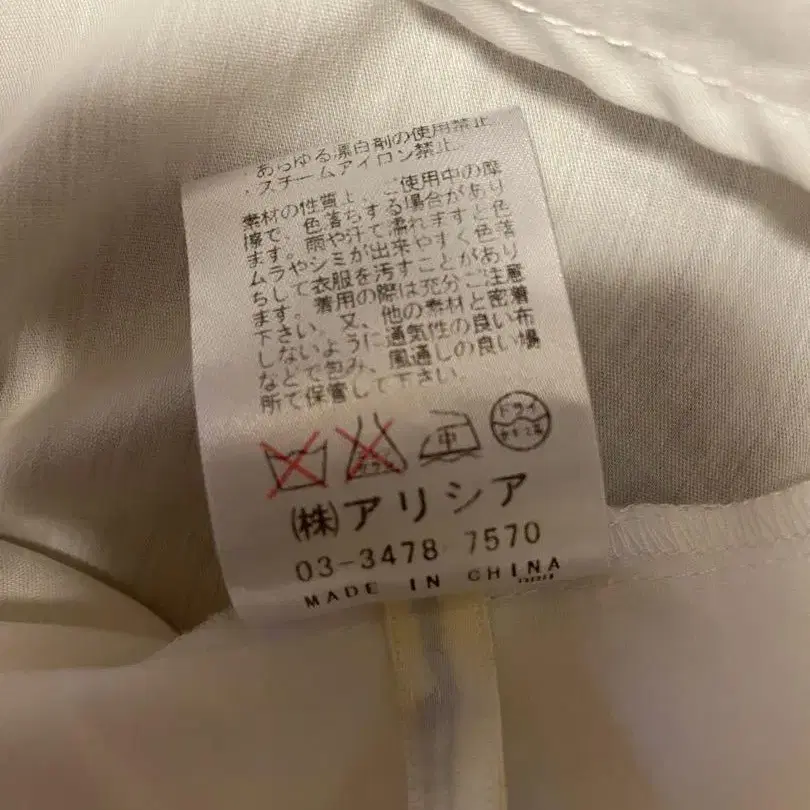 ・あらゆる漂白剤の使用禁止
・スチームアイロン禁止
素材の性質上、ご使用中の摩
擦で、色落ちする場合があり
ます。雨や汗で濡れますと色
ムラやシミが出来やすく色落
ちして衣服を汚すことがあり
ます。着用の際は充分ご注意
下さい。又、他の素材と密着
しないように通気性の良い布
などで包み、風通しの良い場
所で保管して下さい。
中 ドライ
㈱アリシア
03-3478 7570
MADE IN CHINA